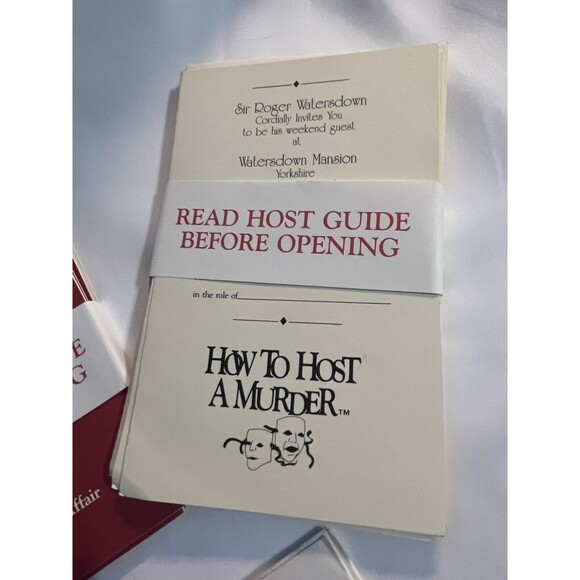 Sir Roger Watersdown
Cordially Invites You
to be his weekend guest
at
Watersdown Mansion
Yorkshire
READ HOST GUIDE
BEFORE OPENING
in the role of
HOW TO HOST
A MURDER™
E
G
Affair